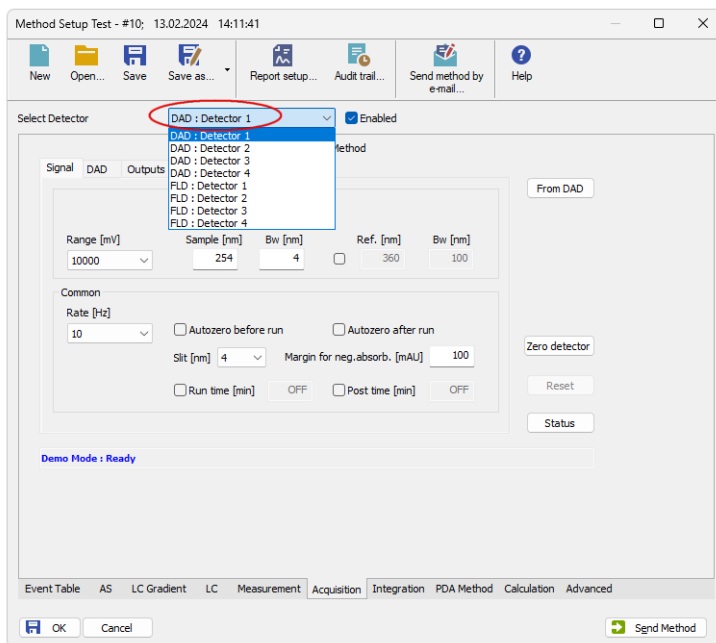 Method Setup Test - #10; 13.02.2024 14:11:41
New Open... Save Save as... Report setup... Audit trail... Send method by e-mail... Help
Select Detector DAD : Detector 1 Enabled
DAD : Detector 1
DAD : Detector 2
DAD : Detector 3
DAD : Detector 4
FLD : Detector 1
FLD : Detector 2
FLD : Detector 3
FLD : Detector 4
Method
Signal DAD Outputs
From DAD
Range [mV] Sample [nm] Bw [nm] Ref. [nm] Bw [nm]
10000 254 4 360 100
Common
Rate [Hz]
10 Autozero before run Autozero after run
Slit [nm] 4 Margin for neg.absorb. [mAU] 100
Zero detector
Run time [min] OFF Post time [min] OFF
Reset
Status
Demo Mode : Ready
Event Table AS LC Gradient LC Measurement Acquisition Integration PDA Method Calculation Advanced
OK Cancel Send Method